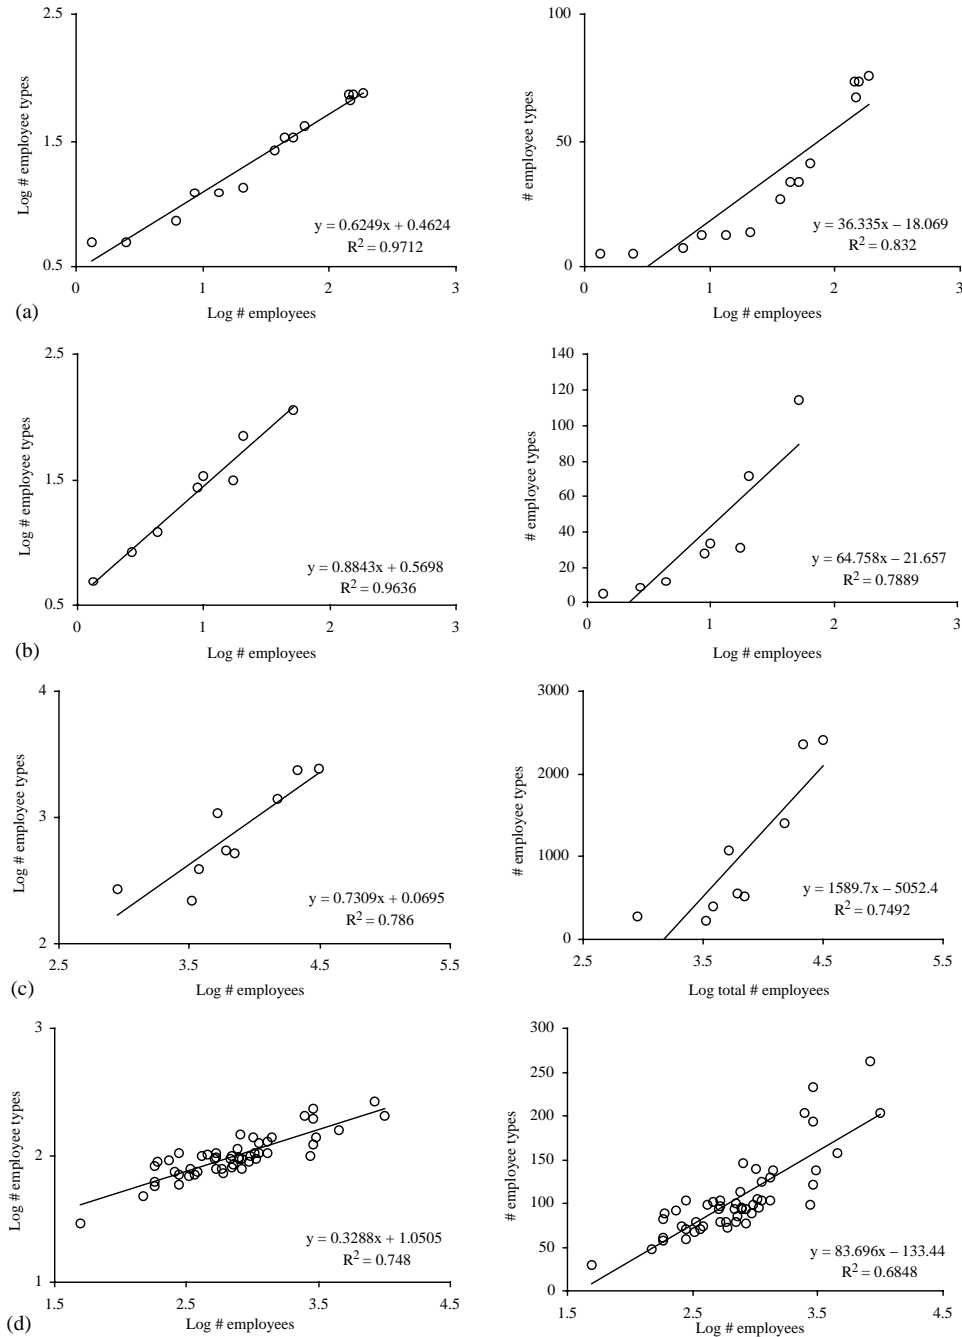 2.5
1.5
0.5
0
1
2
3
Log # employee types
Log # employees
y = 0.6249x + 0.4624
R2 = 0.9712
100
50
0
0
1
2
3
# employee types
Log # employees
y = 36.335x − 18.069
R2 = 0.832
(a)
2.5
1.5
0.5
0
1
2
3
Log # employee types
Log # employees
y = 0.8843x + 0.5698
R2 = 0.9636
140
120
100
80
60
40
20
0
0
1
2
3
# employee types
Log # employees
y = 64.758x − 21.657
R2 = 0.7889
(b)
4
3
2
2.5
3.5
4.5
5.5
Log # employee types
Log # employees
y = 0.7309x + 0.0695
R2 = 0.786
3000
2000
1000
0
2.5
3.5
4.5
5.5
# employee types
Log total # employees
y = 1589.7x − 5052.4
R2 = 0.7492
(c)
3
2
1
1.5
2.5
3.5
4.5
Log # employee types
Log # employees
y = 0.3288x + 1.0505
R2 = 0.748
300
250
200
150
100
50
0
1.5
2.5
3.5
4.5
# employee types
Log # employees
y = 83.696x − 133.44
R2 = 0.6848
(d)